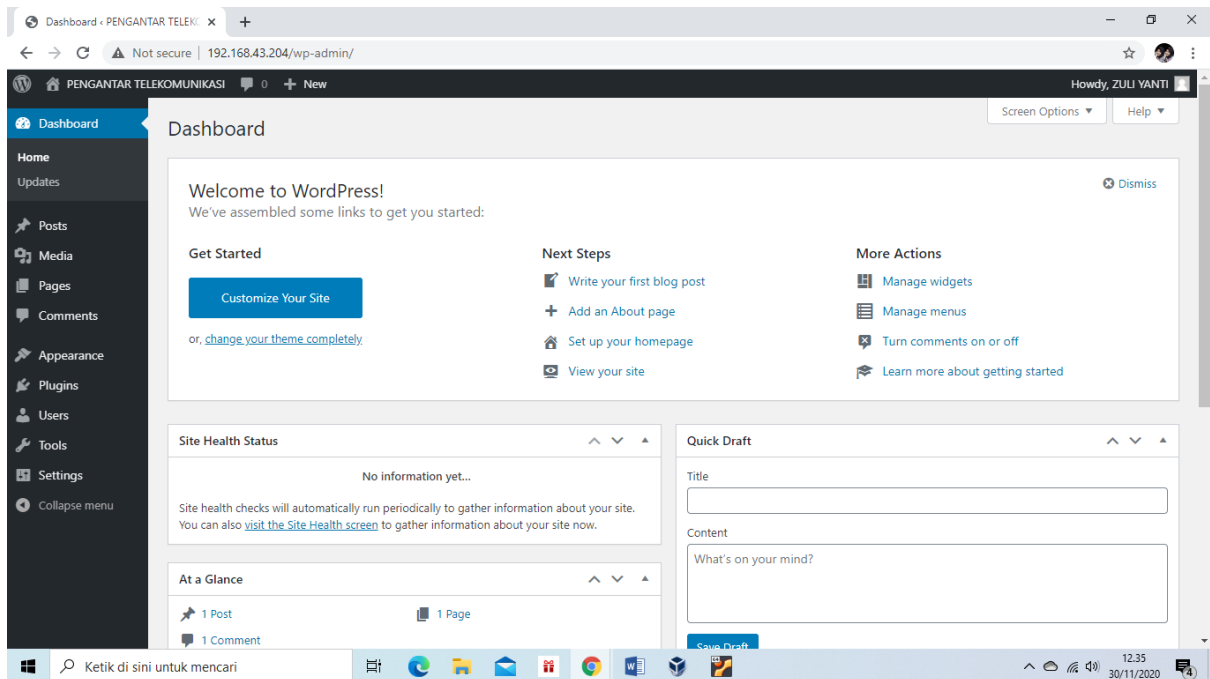 Dashboard ‹ PENGANTAR TELEKO
Not secure | 192.168.43.204/wp-admin/
PENGANTAR TELEKOMUNIKASI 0 + New Howdy, ZULI YANTI
Dashboard
Home
Updates
Posts
Media
Pages
Comments
Appearance
Plugins
Users
Tools
Settings
Collapse menu
Screen Options ▼ Help ▼
Dashboard
Welcome to WordPress!
Dismiss
We've assembled some links to get you started:
Get Started
Customize Your Site
or, change your theme completely
Next Steps
Write your first blog post
Add an About page
Set up your homepage
View your site
More Actions
Manage widgets
Manage menus
Turn comments on or off
Learn more about getting started
Site Health Status
No information yet...
Site health checks will automatically run periodically to gather information about your site.
You can also visit the Site Health screen to gather information about your site now.
At a Glance
1 Post
1 Page
1 Comment
Quick Draft
Title
Content
What's on your mind?
Save Draft
Ketik di sini untuk mencari
12.35
30/11/2020
4